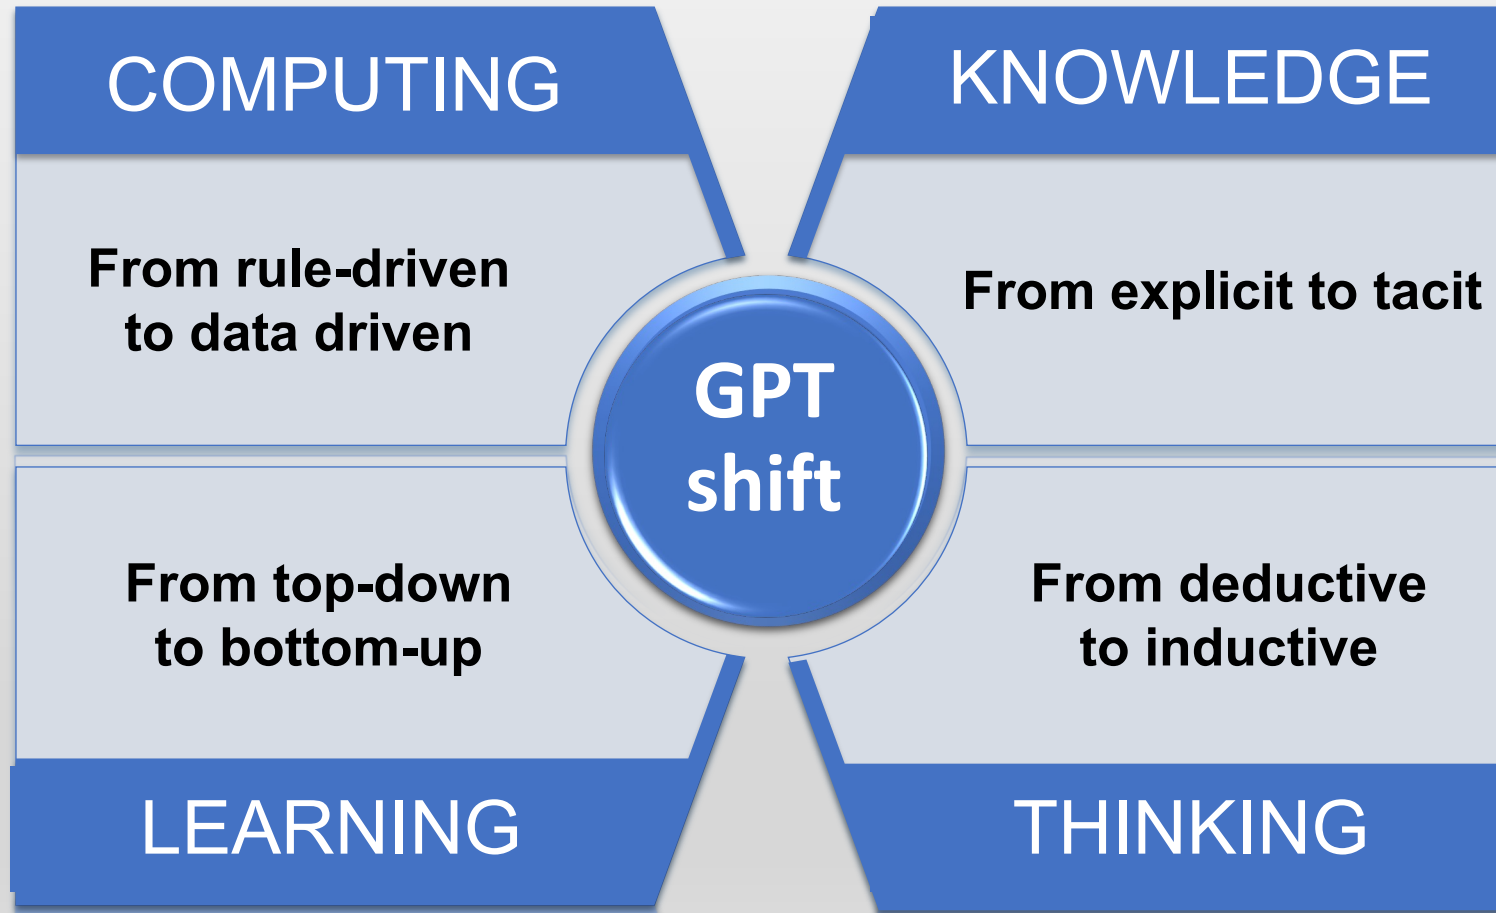 COMPUTING
From rule-driven
to data driven
KNOWLEDGE
From explicit to tacit
GPT
shift
From top-down
to bottom-up
LEARNING
From deductive
to inductive
THINKING